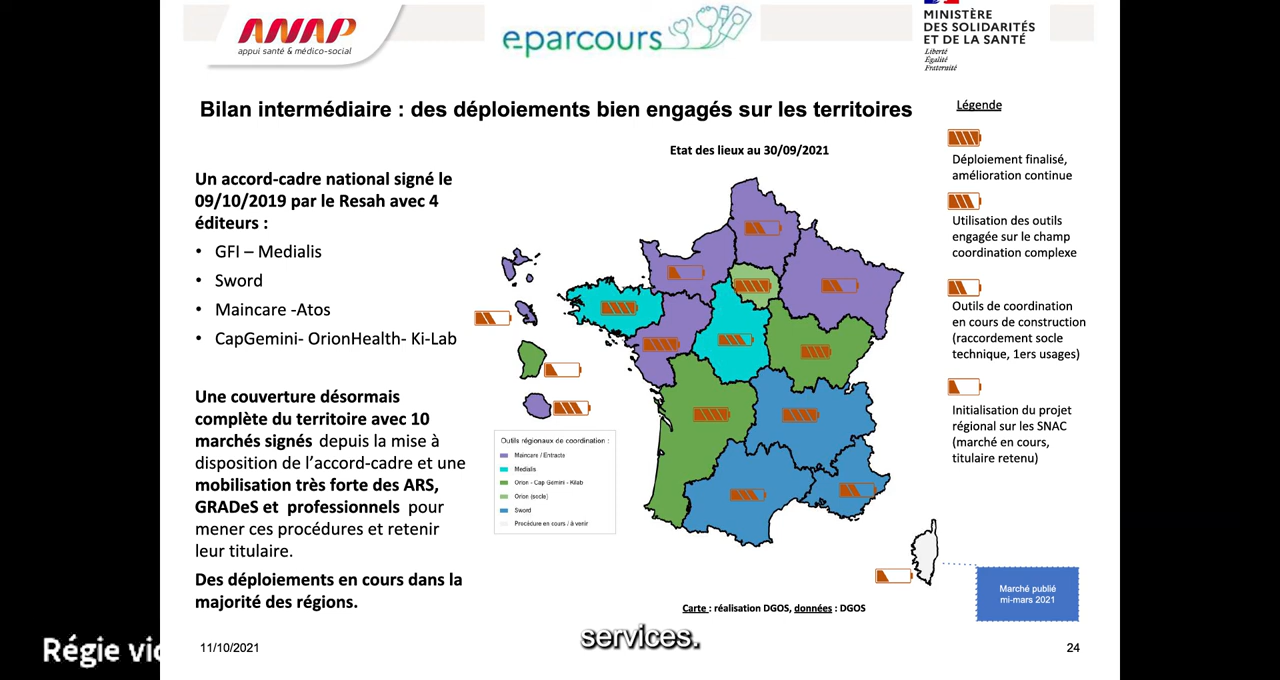 ANAP
appui santé & médico-social
eparcours
MINISTÈRE
DES SOLIDARITÉS
ET DE LA SANTÉ
Liberté
Égalité
Fraternité
Bilan intermédiaire : des déploiements bien engagés sur les territoires
Légende
Déploiement finalisé,
amélioration continue
Utilisation des outils
engagée sur le champ
coordination complexe
Outils de coordination
en cours de construction
(raccordement socle
technique, 1ers usages)
Initialisation du projet
régional sur les SNAC
(marché en cours,
titulaire retenu)
Etat des lieux au 30/09/2021
Un accord-cadre national signé le
09/10/2019 par le Resah avec 4
éditeurs :
• GFI – Medialis
• Sword
• Maincare -Atos
• CapGemini- OrionHealth- Ki-Lab
Une couverture désormais
complète du territoire avec 10
marchés signés depuis la mise à
disposition de l'accord-cadre et une
mobilisation très forte des ARS,
GRADeS et professionnels pour
mener ces procédures et retenir
leur titulaire.
Des déploiements en cours dans la
majorité des régions.
Outils régionaux de coordination :
Maincare / Entracte
Medialis
Orion - Cap Gemini - Kilab
Orion (socle)
Sword
Procédure en cours / à venir
Marché publié
mi-mars 2021
Carte : réalisation DGOS, données : DGOS
services.
Régie vic
11/10/2021
24